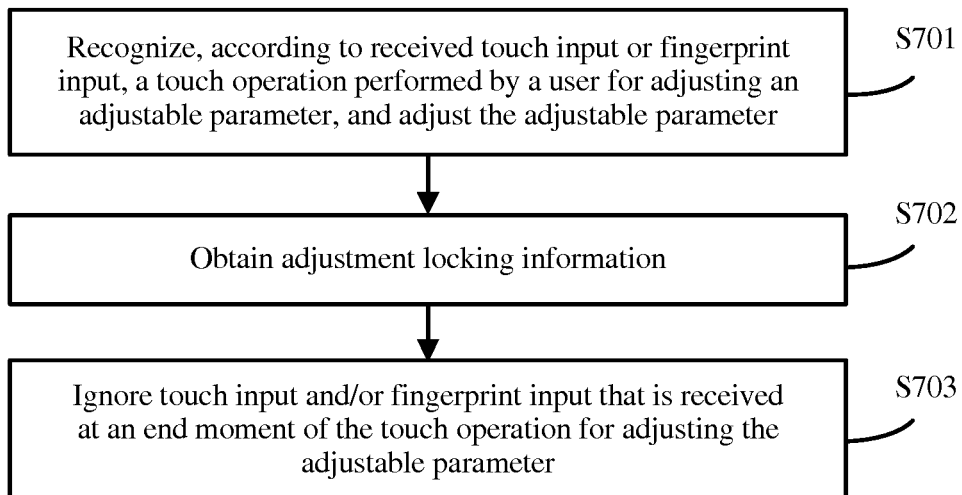 Recognize, according to received touch input or fingerprint
input, a touch operation performed by a user for adjusting an
adjustable parameter, and adjust the adjustable parameter
S701
Obtain adjustment locking information
S702
Ignore touch input and/or fingerprint input that is received
at an end moment of the touch operation for adjusting the
adjustable parameter
S703